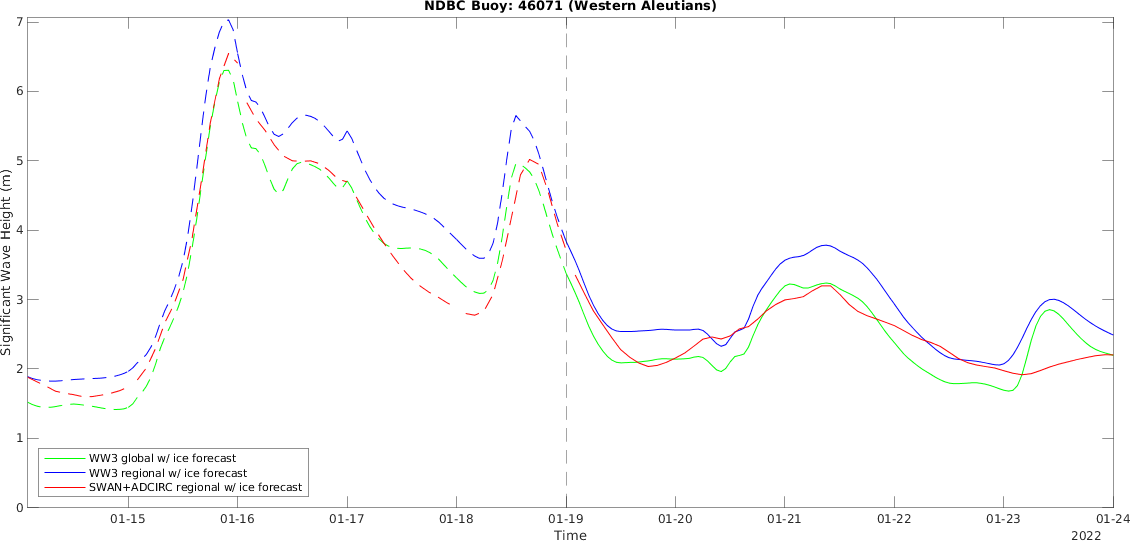 NDBC Buoy: 46071 (Western Aleutians)
7
6
5
4
3
2
1
0
Significant Wave Height (m)
WW3 global w/ ice forecast
WW3 regional w/ ice forecast
SWAN+ADCIRC regional w/ ice forecast
01-15 01-16 01-17 01-18 01-19 01-20 01-21 01-22 01-23 01-24
Time
2022